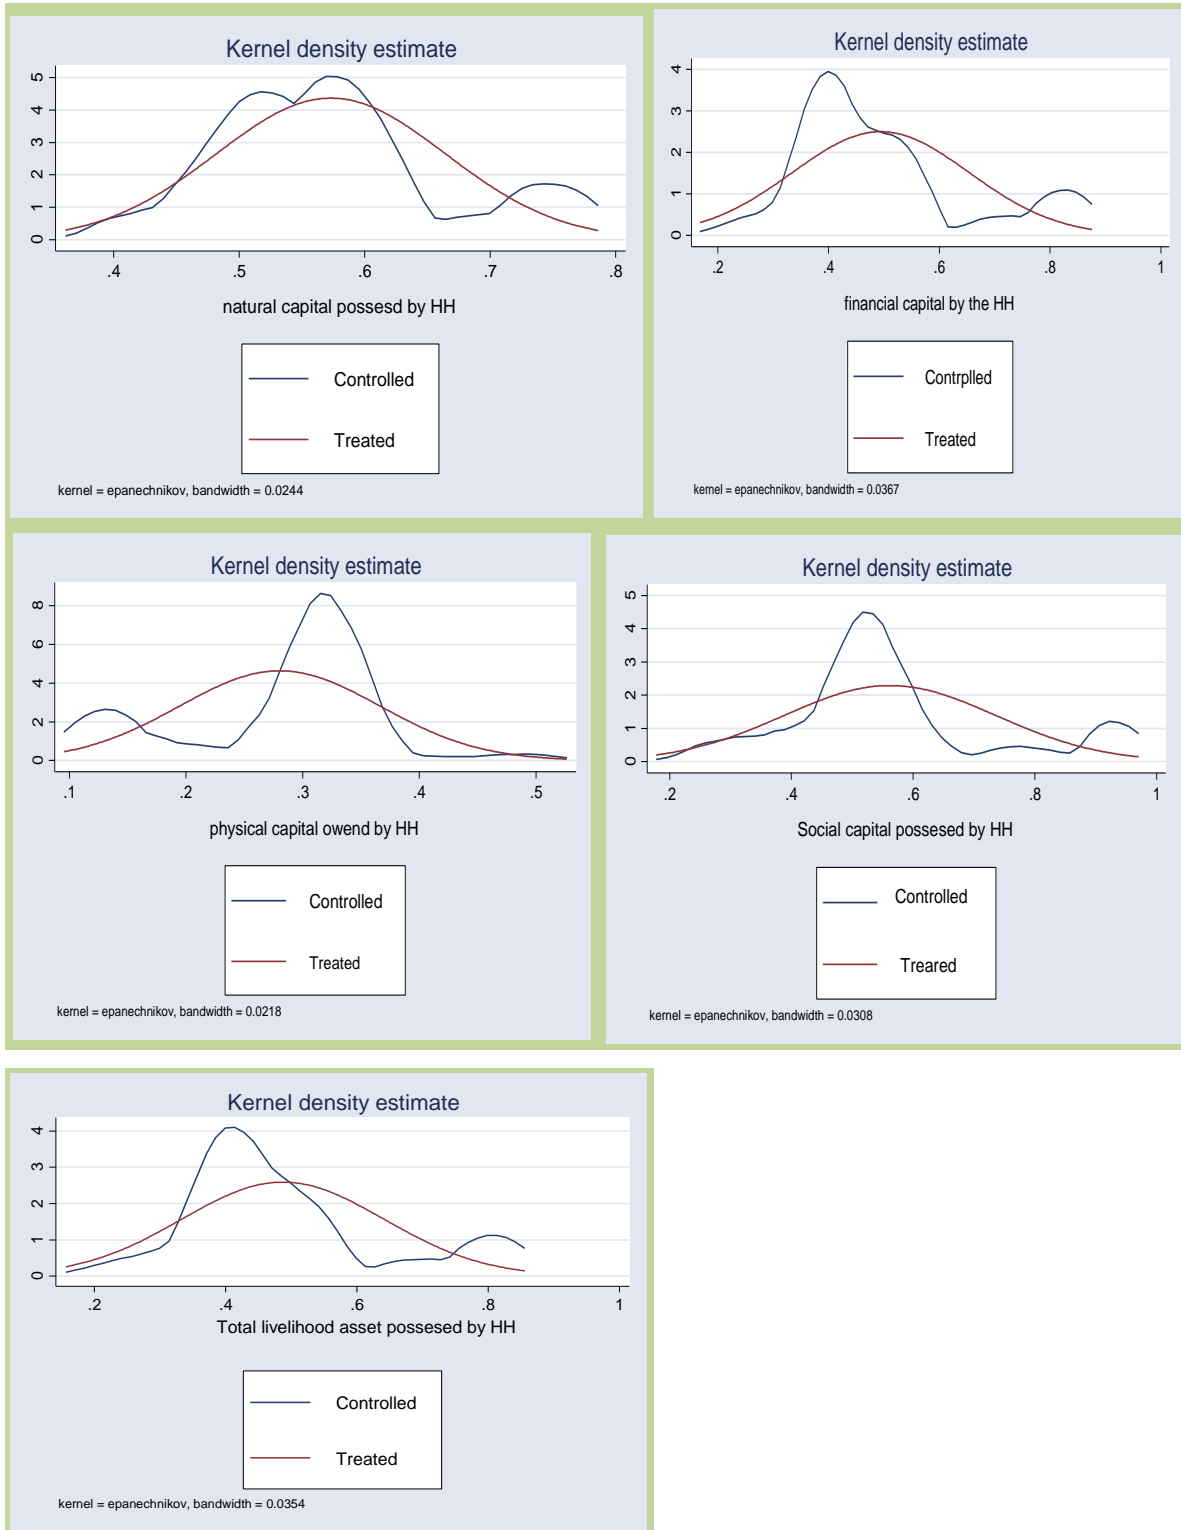 Kernel density estimate
5
4
3
2
1
0
.4 .5 .6 .7 .8
natural capital possesd by HH
Controlled
Treated
kernel = epanechnikov, bandwidth = 0.0244
Kernel density estimate
4
3
2
1
0
.2 .4 .6 .8 1
financial capital by the HH
Contrplled
Treated
kernel = epanechnikov, bandwidth = 0.0367
Kernel density estimate
8
6
4
2
0
.1 .2 .3 .4 .5
physical capital owend by HH
Controlled
Treated
kernel = epanechnikov, bandwidth = 0.0218
Kernel density estimate
5
4
3
2
1
0
.2 .4 .6 .8 1
Social capital possesed by HH
Controlled
Treared
kernel = epanechnikov, bandwidth = 0.0308
Kernel density estimate
4
3
2
1
0
.2 .4 .6 .8 1
Total livelihood asset possesed by HH
Controlled
Treated
kernel = epanechnikov, bandwidth = 0.0354